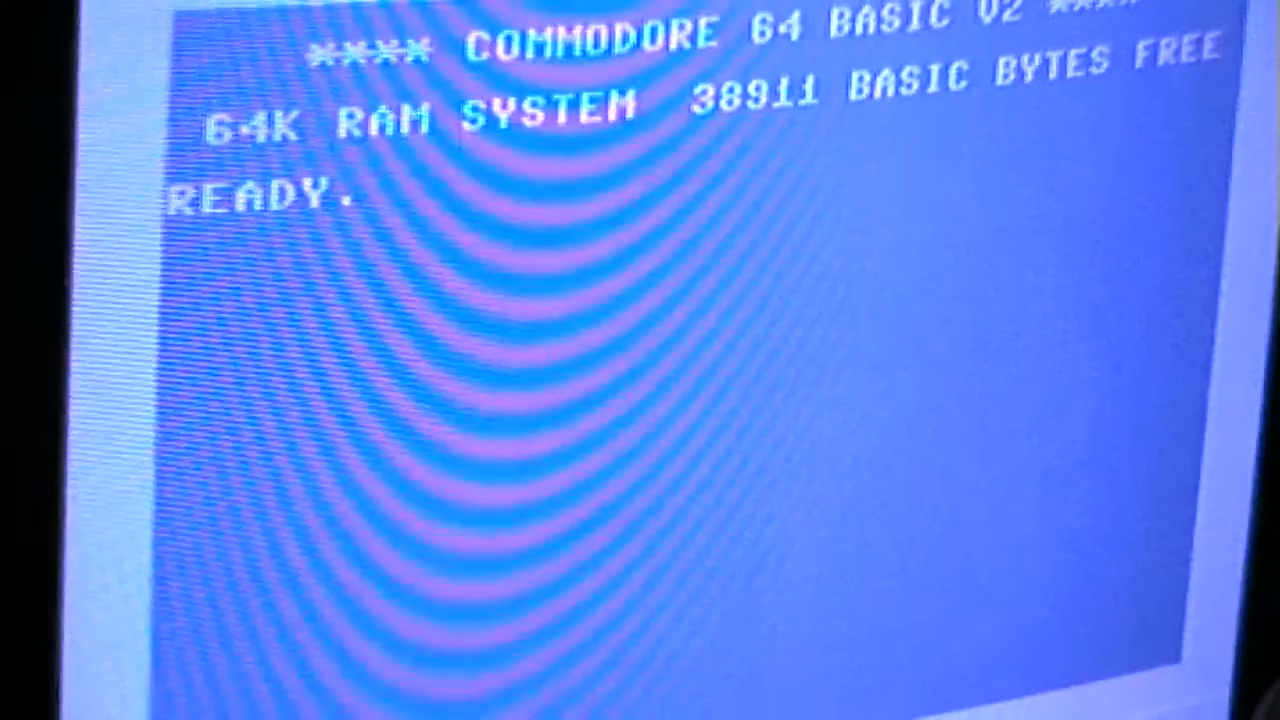 **** COMMODORE 64 BASIC V2 ****
64K RAM SYSTEM 38911 BASIC BYTES FREE
READY.